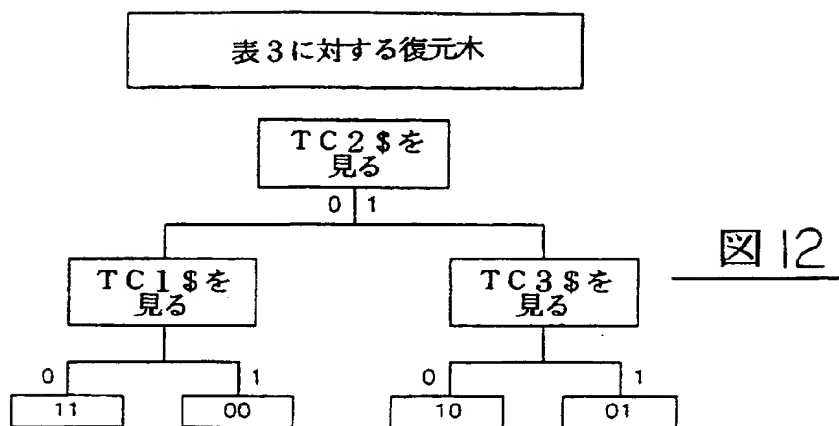 表3に対する復元木
TC2$を
見る
0 1
図12
TC1$を
見る
TC3$を
見る
0 1 0 1
11 00 10 01